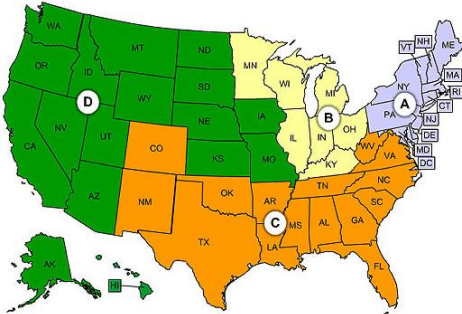 WA
MT
ND
MN
ME
VT
NH
OR
ID
SD
WI
MI
NY
MA
RI
WY
CT
D
A
B
PA
NJ
NE
IA
NV
UT
IL
IN
OH
DE
MD
DC
CA
CO
KS
MO
KY
WV
VA
AZ
NM
OK
AR
TN
NC
SC
C
MS
AL
GA
TX
LA
FL
AK
HI